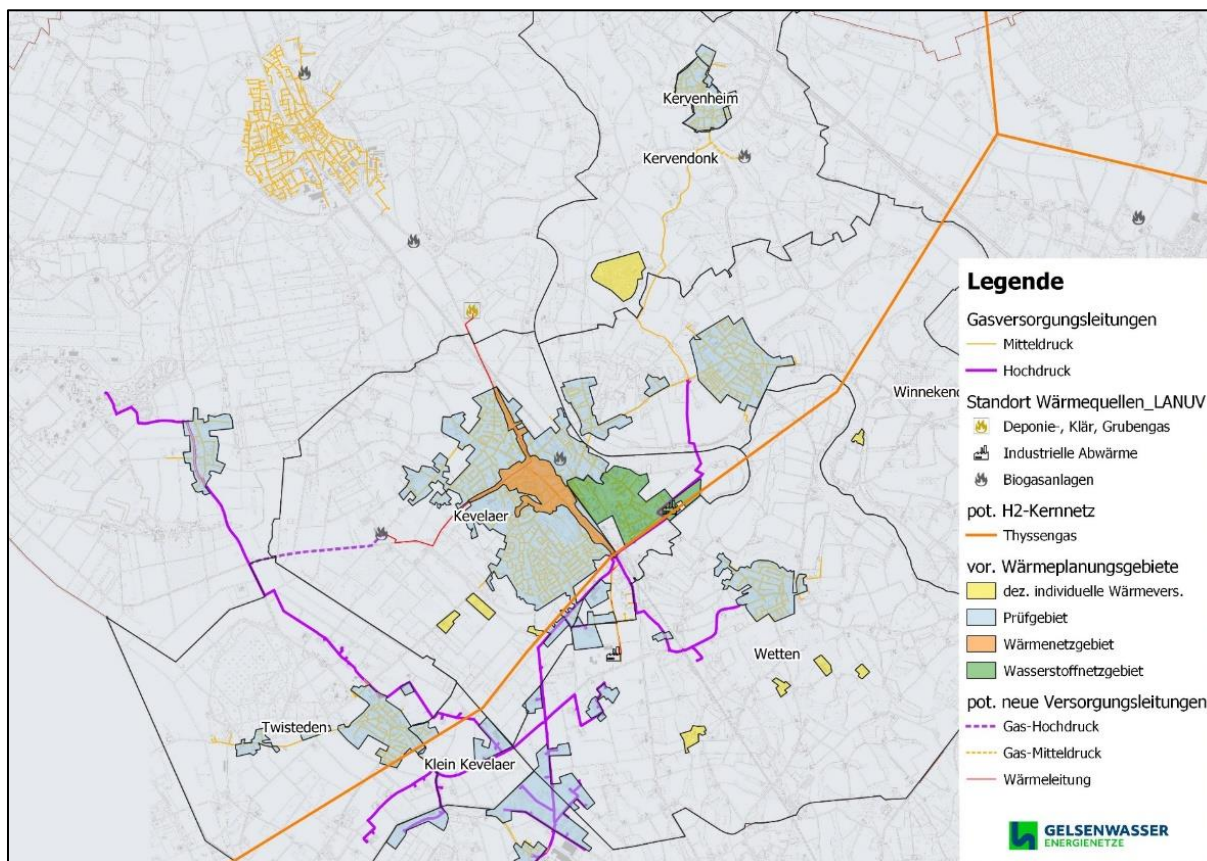 Kervenheim
Kervendonk
Kevelaer
Wetten
Twisteden
Klein Kevelaer
Legende
Gasversorgungsleitungen
Mitteldruck
Hochdruck
Standort Wärmequellen_LANUV
Deponie-, Klär, Grubengas
Industrielle Abwärme
Biogasanlagen
pot. H2-Kernnetz
Thyssengas
vor. Wärmeplanungsgebiete
dez. individuelle Wärmevers.
Prüfgebiet
Wärmenetzgebiet
Wasserstoffnetzgebiet
pot. neue Versorgungsleitungen
Gas-Hochdruck
Gas-Mitteldruck
Wärmeleitung
GELSENWASSER
ENERGIENETZE